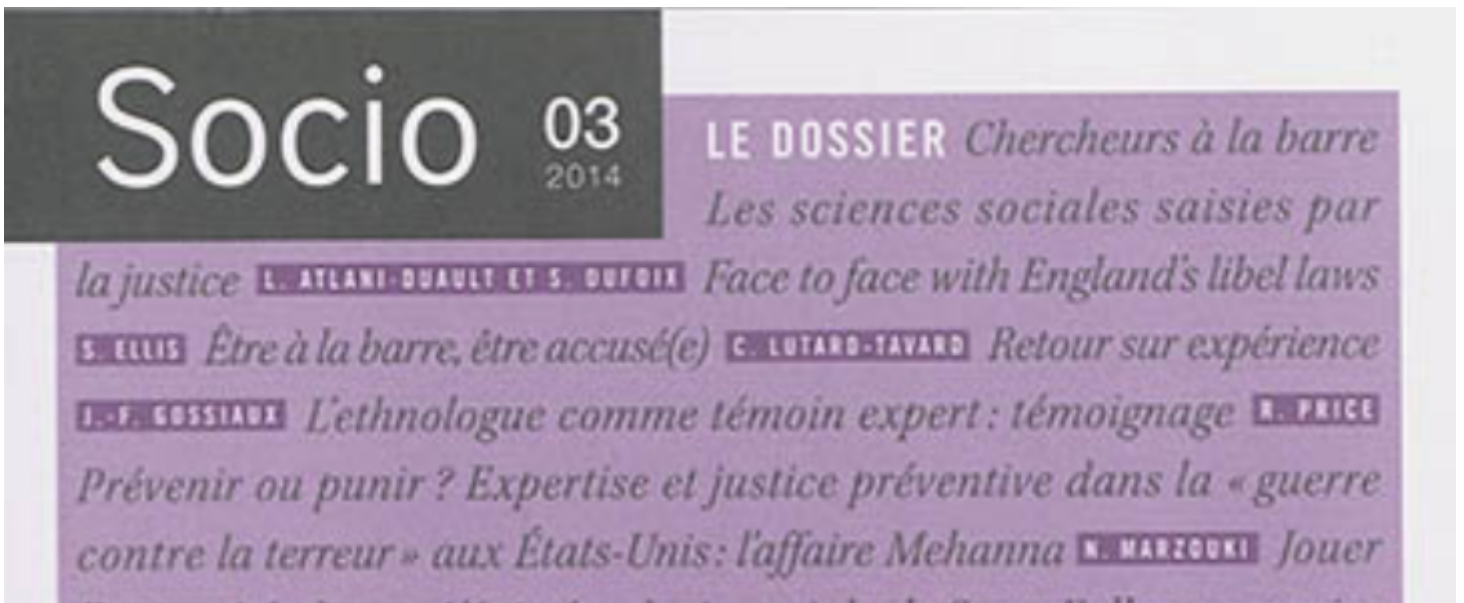 Socio 03
2014
LE DOSSIER Chercheurs à la barre
Les sciences sociales saisies par
la justice L. ATLANI-DUAULT ET S. DUFOIX Face to face with England's libel laws
S. ELLIS Être à la barre, être accusé(e) C. LUTARD-TAVARD Retour sur expérience
J.-F. GOSSIAUX L'ethnologue comme témoin expert : témoignage R. PRICE
Prévenir ou punir ? Expertise et justice préventive dans la « guerre
contre la terreur » aux États-Unis : l'affaire Mehanna N. MARZOUKI Jouer